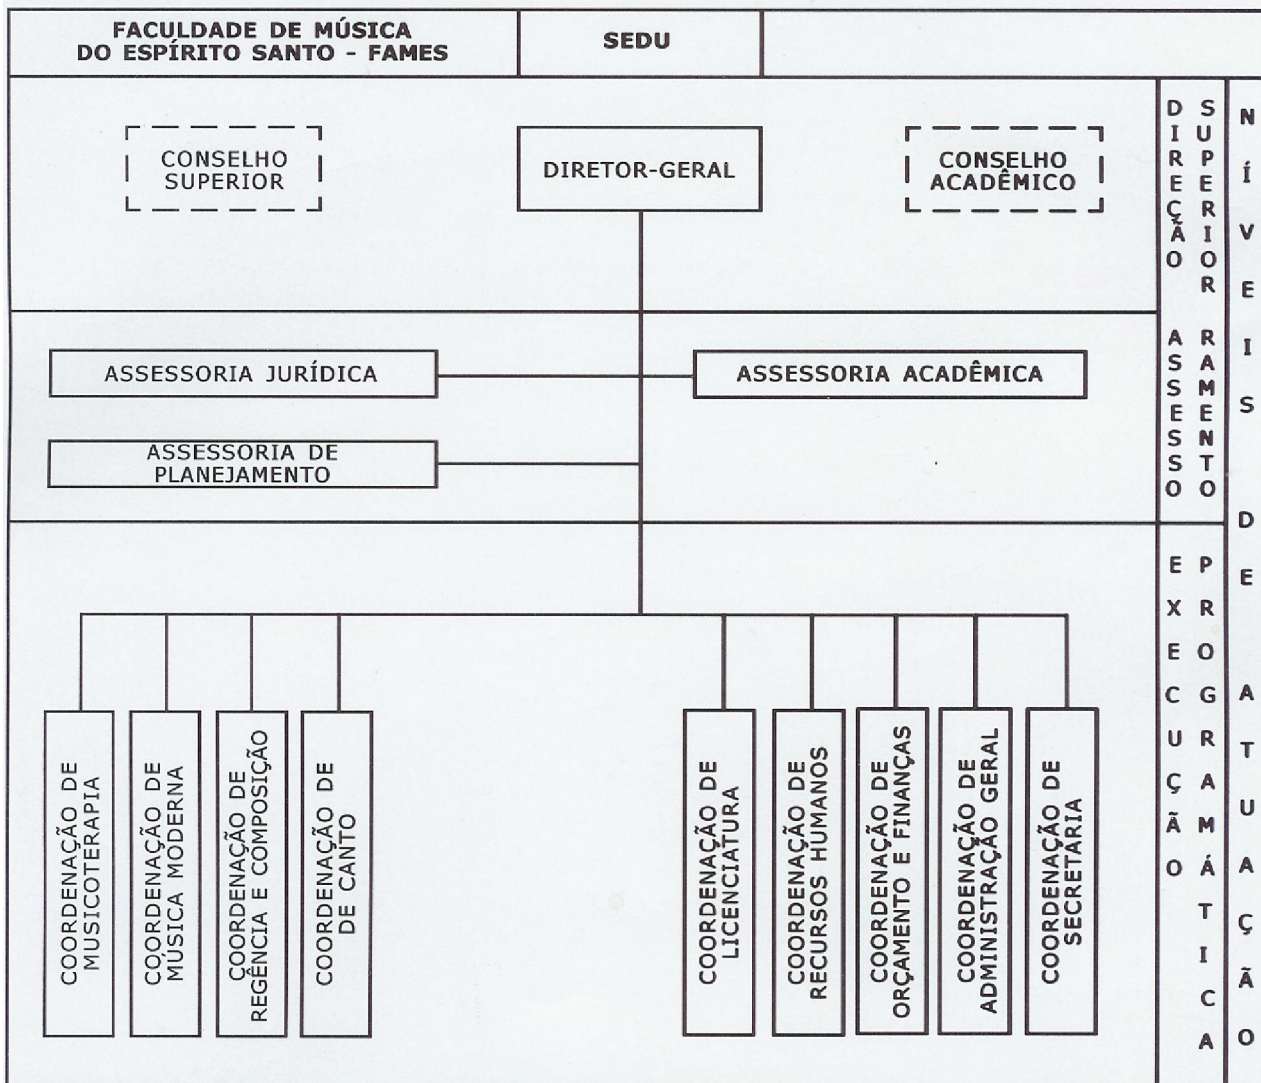 FACULDADE DE MÚSICA
DO ESPÍRITO SANTO - FAMES
SEDU
CONSELHO
SUPERIOR
DIRETOR-GERAL
CONSELHO
ACADÊMICO
DIREÇÃO
SUPERIOR
NÍVEIS DE ATUAÇÃO
ASSESSORIA JURÍDICA
ASSESSORIA ACADÊMICA
ASSESSORIA DE
PLANEJAMENTO
ASSESSO
RAMENTO
COORDENAÇÃO DE
MUSICOTERAPIA
COORDENAÇÃO DE
MÚSICA MODERNA
COORDENAÇÃO DE
REGÊNCIA E COMPOSIÇÃO
COORDENAÇÃO DE
DE CANTO
COORDENAÇÃO DE
LICENCIATURA
COORDENAÇÃO DE
RECURSOS HUMANOS
COORDENAÇÃO DE
ORÇAMENTO E FINANÇAS
COORDENAÇÃO DE
ADMINISTRAÇÃO GERAL
COORDENAÇÃO DE
SECRETARIA
EXECUÇÃO
PROGRAMÁTICA